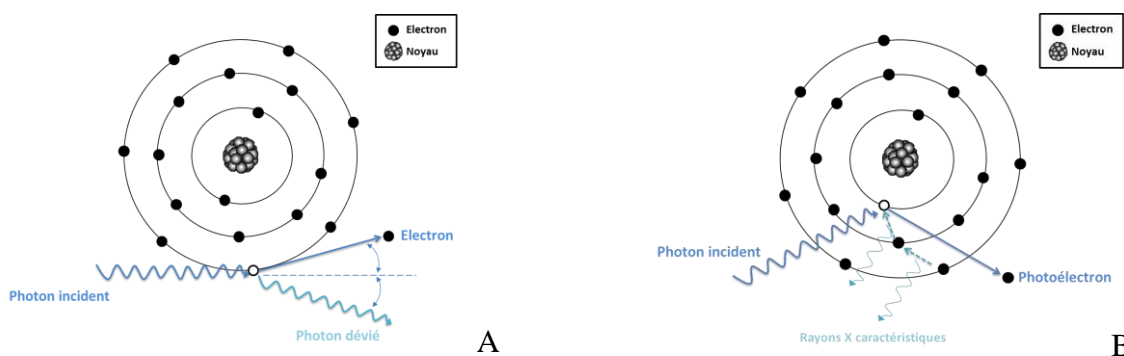 Electron
Noyau
Electron
Photon incident
Photon dévié
A
Electron
Noyau
Photon incident
Photoélectron
Rayons X caractéristiques
B